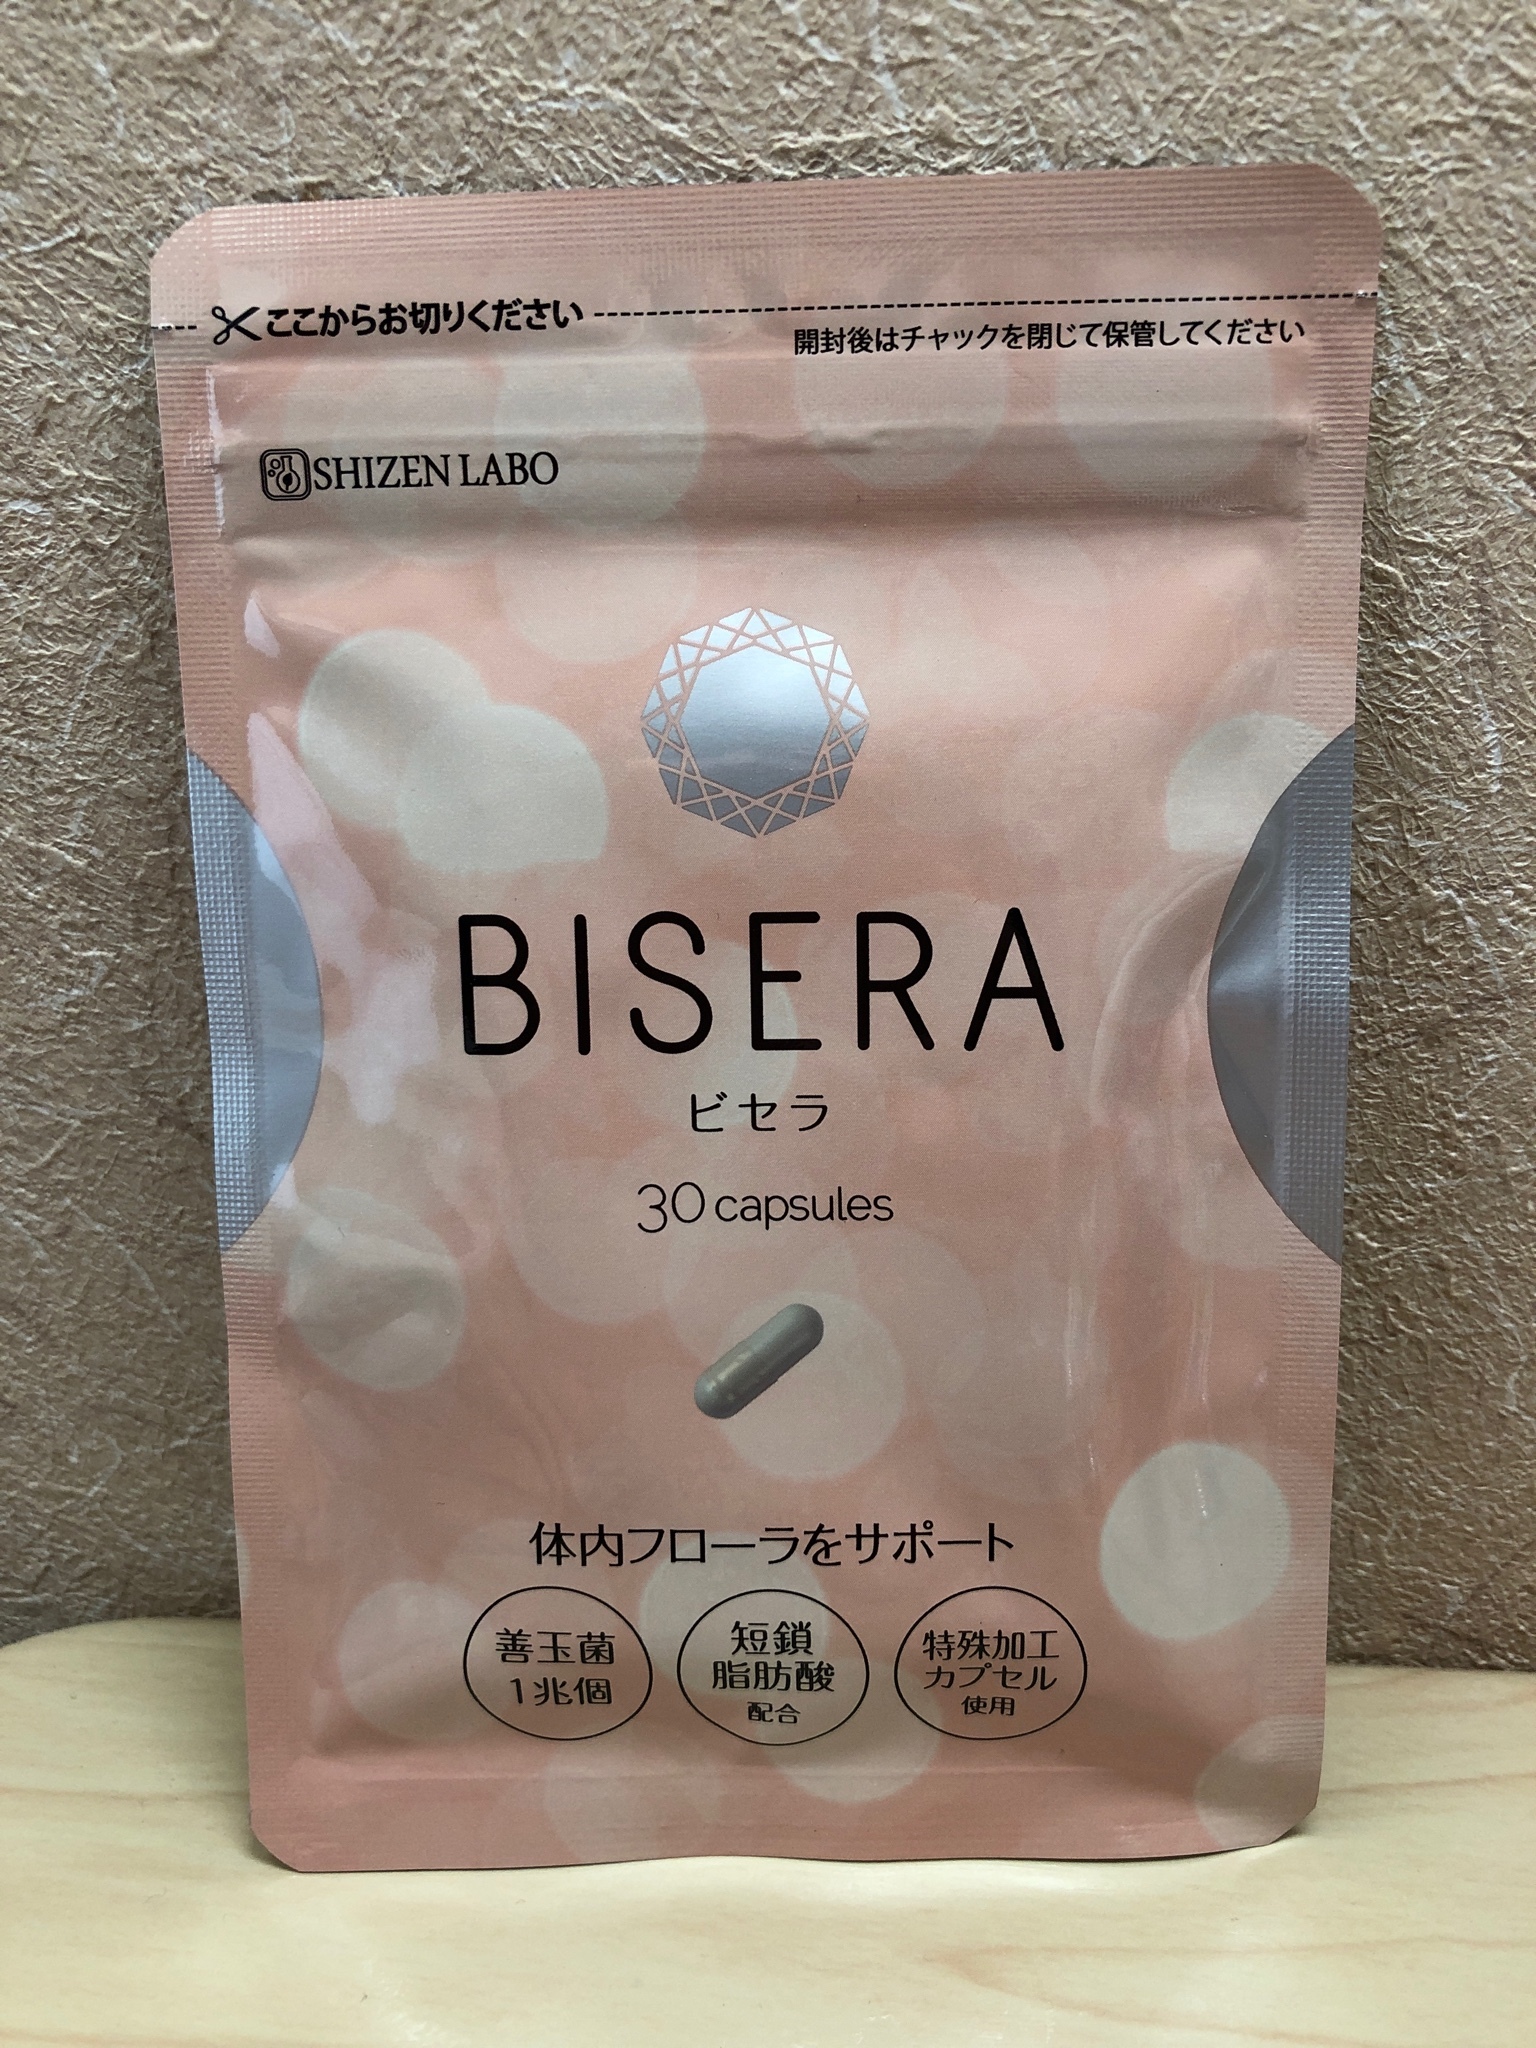 ここからお切りください
開封後はチャックを閉じて保管してください
SHIZEN LABO
BISERA
ビセラ
30 capsules
体内フローラをサポート
善玉菌
1兆個
短鎖
脂肪酸
配合
特殊加工
カプセル
使用